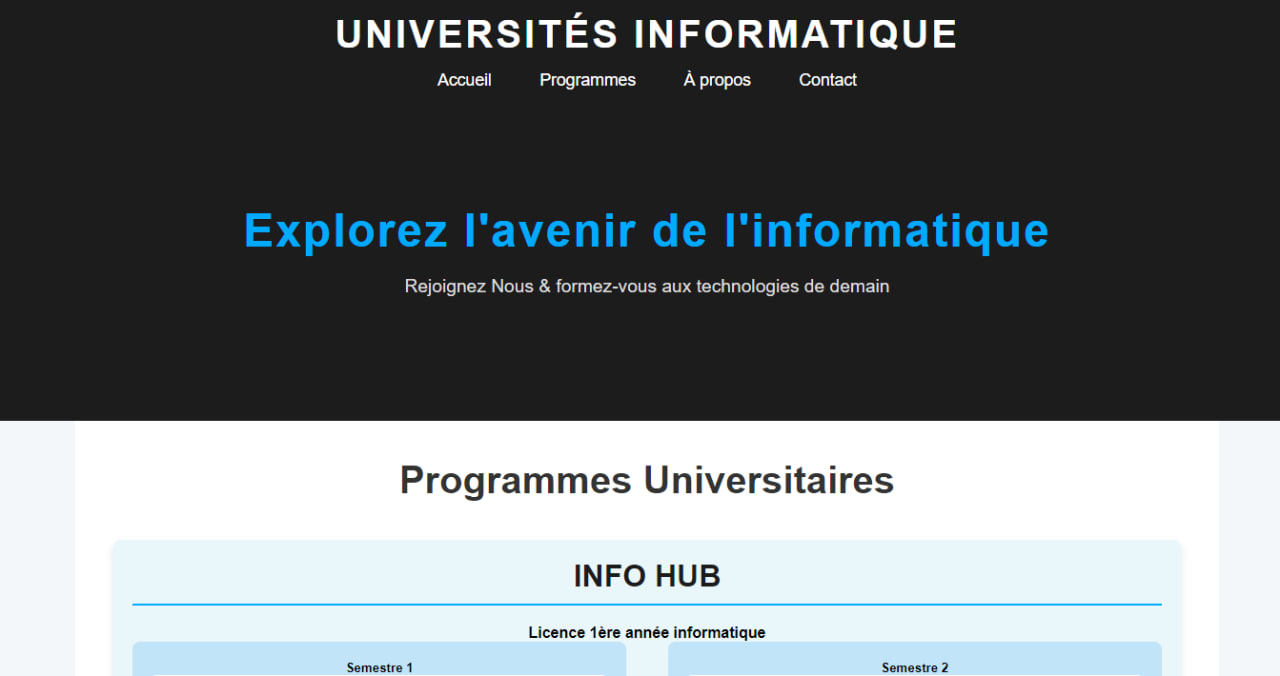 UNIVERSITÉS INFORMATIQUE
Accueil Programmes À propos Contact
Explorez l'avenir de l'informatique
Rejoignez Nous & formez-vous aux technologies de demain
Programmes Universitaires
INFO HUB
Licence 1ère année informatique
Semestre 1 Semestre 2